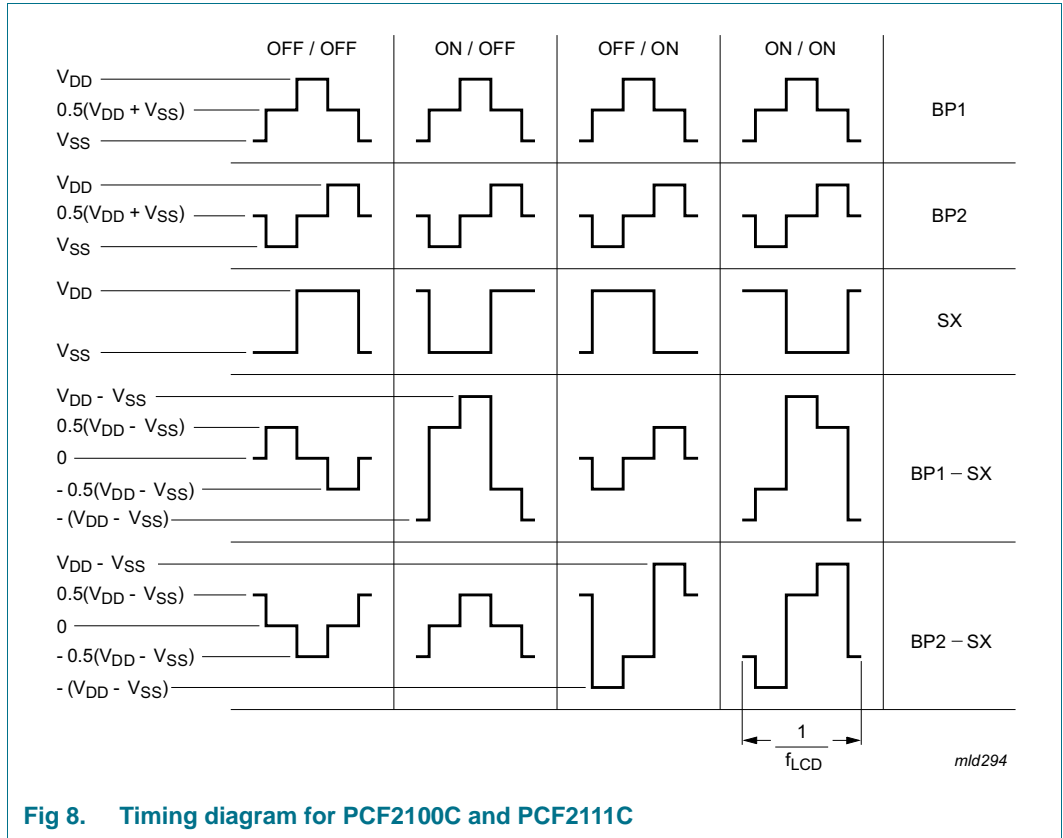 OFF / OFF ON / OFF OFF / ON ON / ON
VDD
0.5(VDD + VSS)
VSS
BP1
VDD
0.5(VDD + VSS)
VSS
BP2
VDD
VSS
SX
VDD - VSS
0.5(VDD - VSS)
0
- 0.5(VDD - VSS)
- (VDD - VSS)
BP1 − SX
VDD - VSS
0.5(VDD - VSS)
0
- 0.5(VDD - VSS)
- (VDD - VSS)
BP2 − SX
1
fLCD
mld294
Fig 8. Timing diagram for PCF2100C and PCF2111C